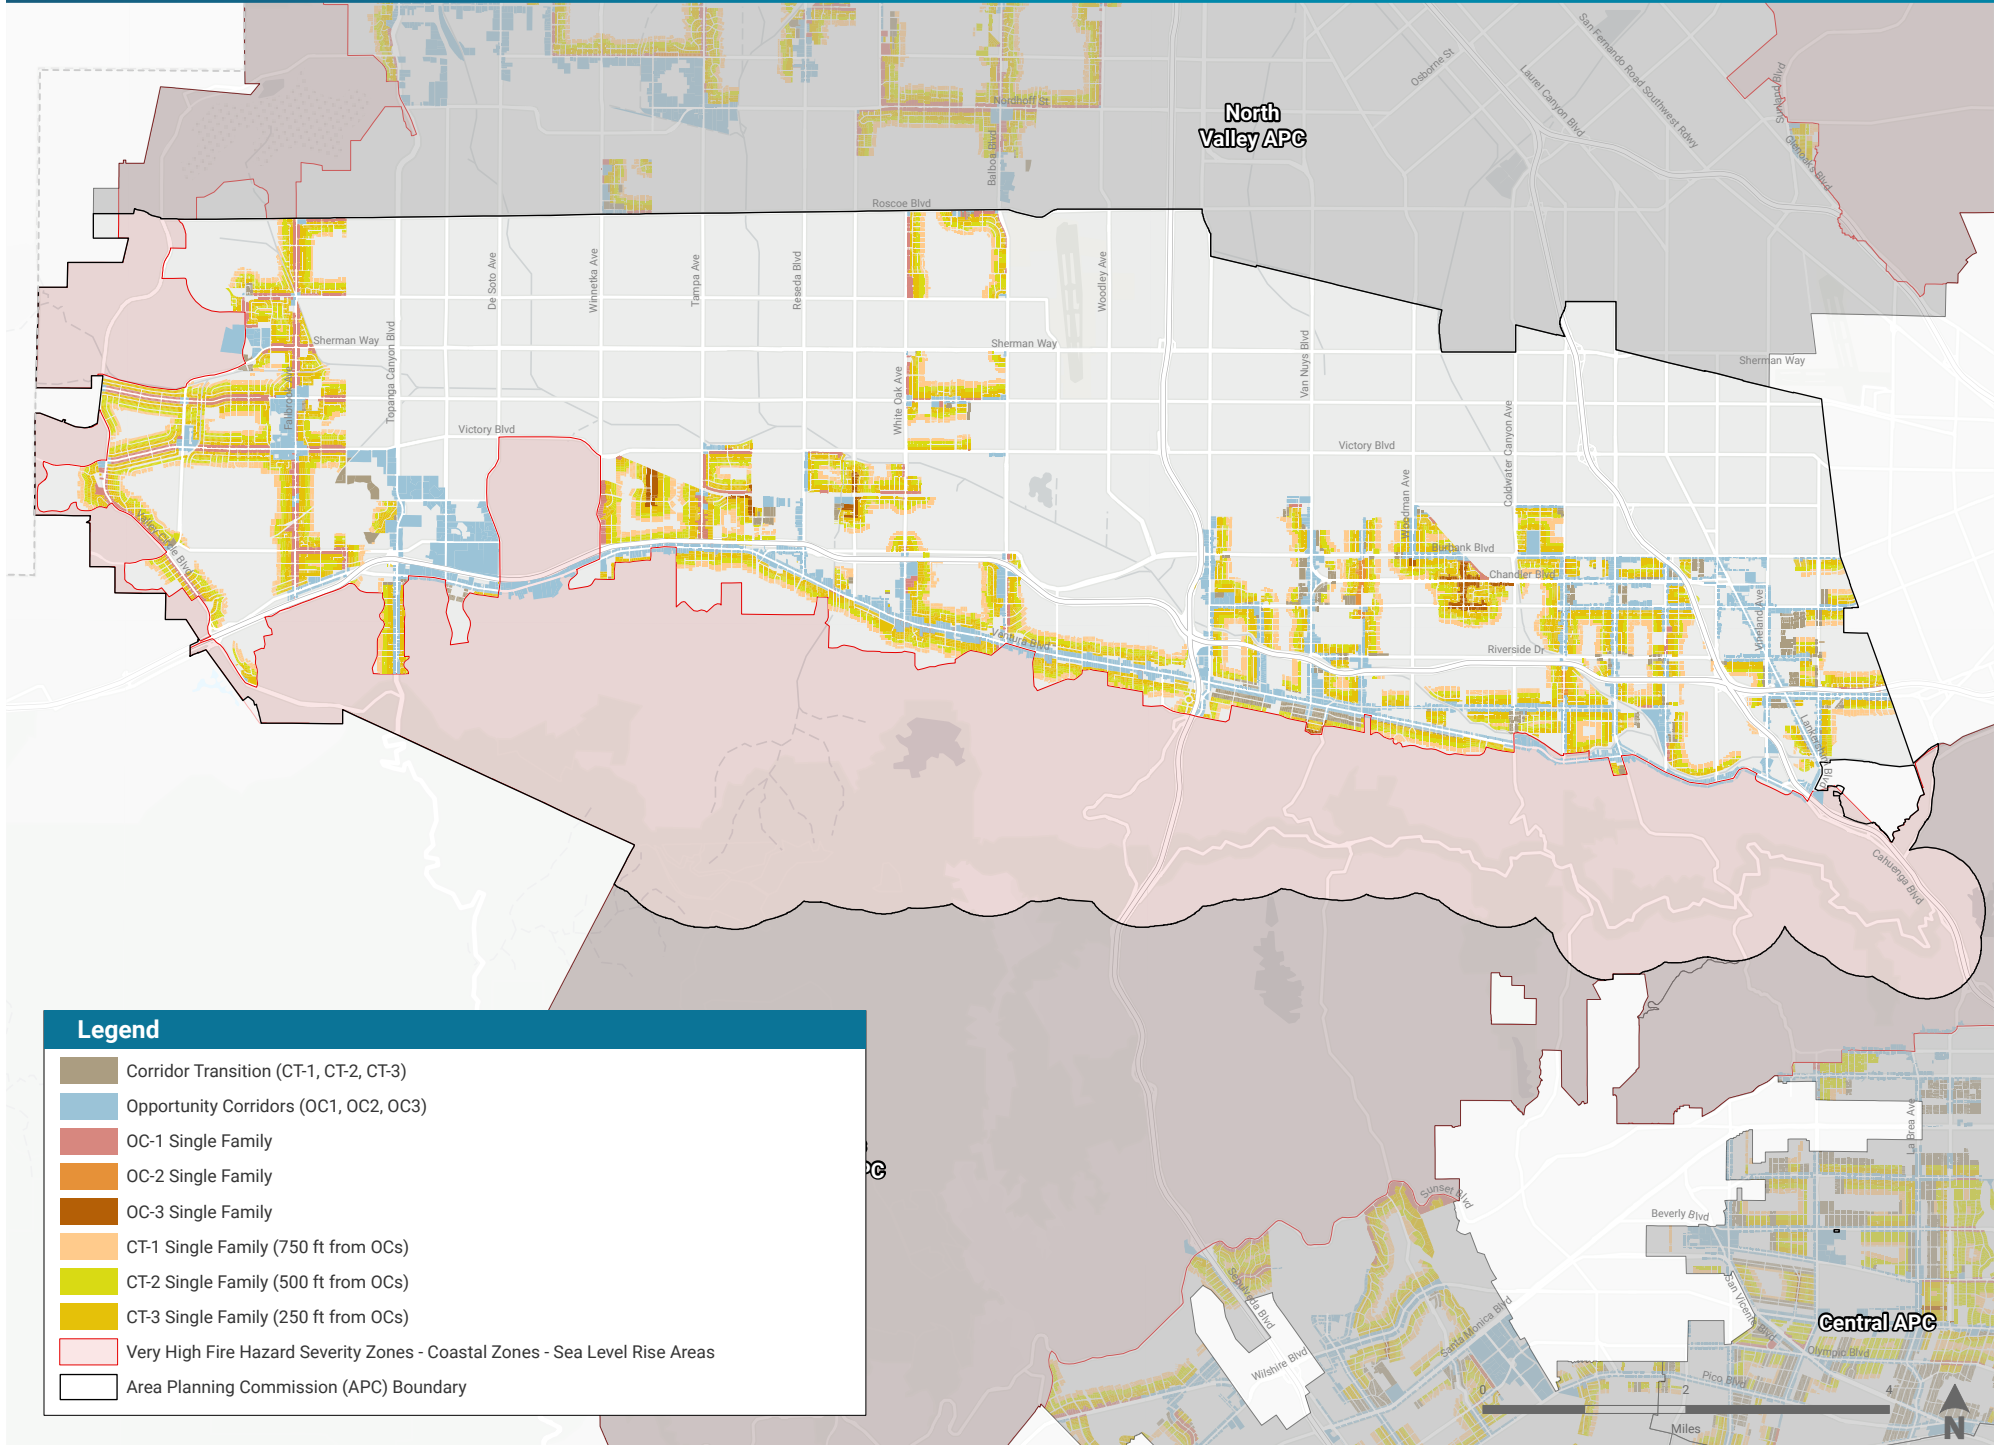 Osborne St
Laurel Canyon Blvd
San Fernando Road Southwest Rdwy
Sunland Blvd
Glenoaks Blvd
Nordhoff St
Balboa Blvd
North
Valley APC
Roscoe Blvd
De Soto Ave
Winnetka Ave
Tampa Ave
Reseda Blvd
Woodley Ave
Sherman Way
Topanga Canyon Blvd
Fallbrook Ave
Sherman Way
Van Nuys Blvd
Sherman Way
White Oak Ave
Victory Blvd
Victory Blvd
Coldwater Canyon Ave
Woodman Ave
Valley Circle Blvd
Burbank Blvd
Chandler Blvd
Vineland Ave
Ventura Blvd
Riverside Dr
Lankershim Blvd
Cahuenga Blvd
Legend
Corridor Transition (CT-1, CT-2, CT-3)
Opportunity Corridors (OC1, OC2, OC3)
OC-1 Single Family
OC-2 Single Family
OC-3 Single Family
CT-1 Single Family (750 ft from OCs)
CT-2 Single Family (500 ft from OCs)
CT-3 Single Family (250 ft from OCs)
Very High Fire Hazard Severity Zones - Coastal Zones - Sea Level Rise Areas
Area Planning Commission (APC) Boundary
La Brea Ave
Sunset Blvd
Beverly Blvd
Sepulveda Blvd
San Vicente Blvd
Santa Monica Blvd
Central APC
Wilshire Blvd
Olympic Blvd
Pico Blvd
0 2 4
Miles
N